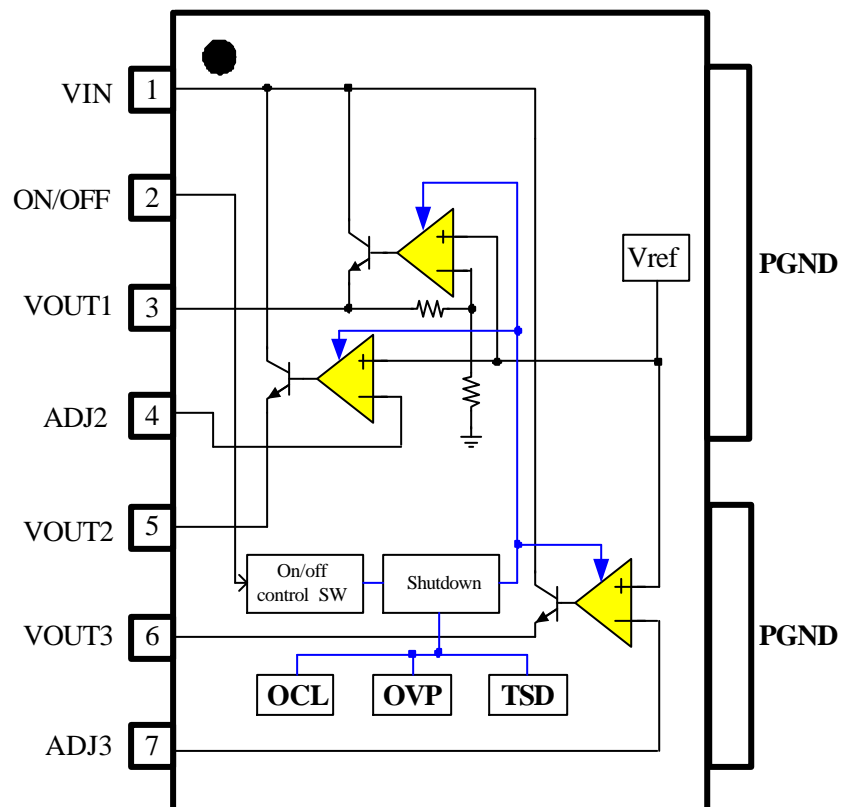 VIN 1
ON/OFF 2
VOUT1 3
ADJ2 4
VOUT2 5
VOUT3 6
ADJ3 7
+
−
Vref
PGND
+
−
On/off
control SW
Shutdown
+
−
PGND
OCL OVP TSD